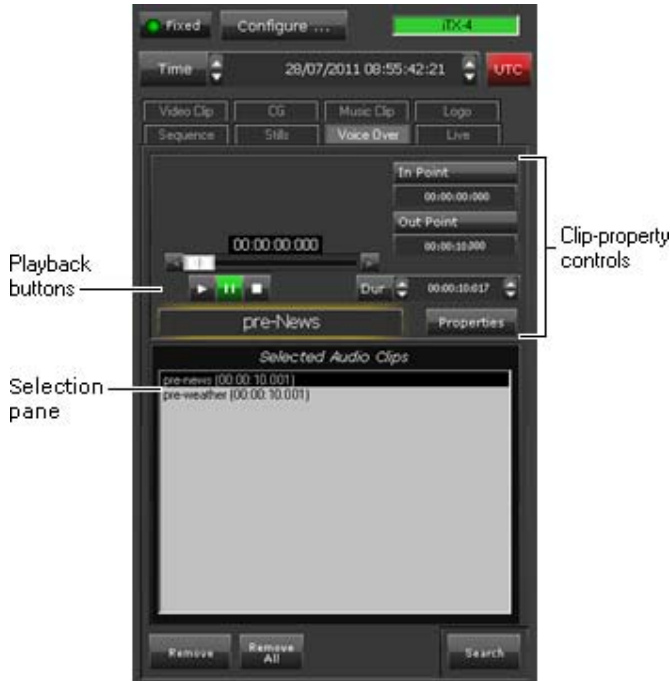 Fixed Configure ... iTX-4
Time 28/07/2011 08:55:42:21 UTC
Video Clip CG Music Clip Logo
Sequence Stills Voice Over Live
In Point
00:00:00:000
Out Point
00:00:10.000
00:00:00:000
Dur 00:00:10:017
pre-News Properties
Selected Audio Clips
pre-news (00:00:10.001)
pre-weather (00:00:10.001)
Remove Remove All Search
Playback buttons
Selection pane
Clip-property controls